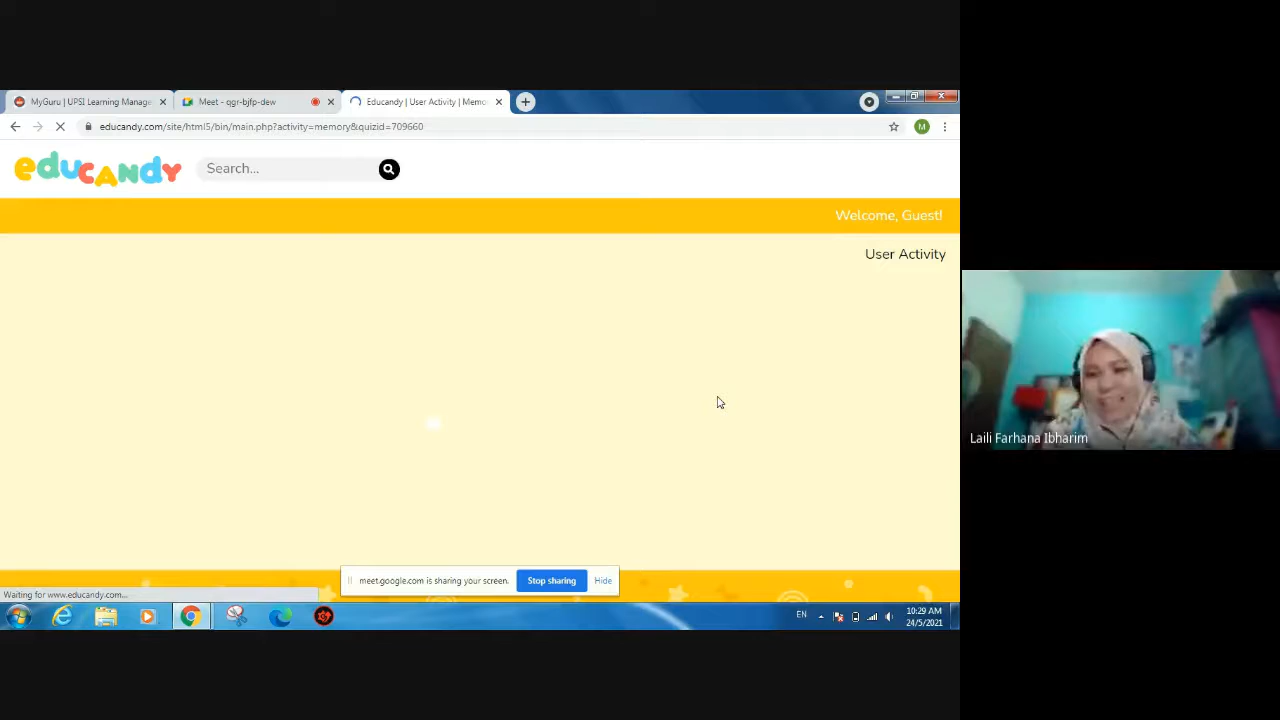 MyGuru | UPSI Learning Manage
Meet - qgr-bjfp-dew
Educandy | User Activity | Memo
educandy.com/site/html5/bin/main.php?activity=memory&quizid=709660
M
eduCANdY
Search...
Welcome, Guest!
User Activity
Laili Farhana Ibharim
meet.google.com is sharing your screen.
Stop sharing
Hide
Waiting for www.educandy.com...
EN
10:29 AM
24/5/2021